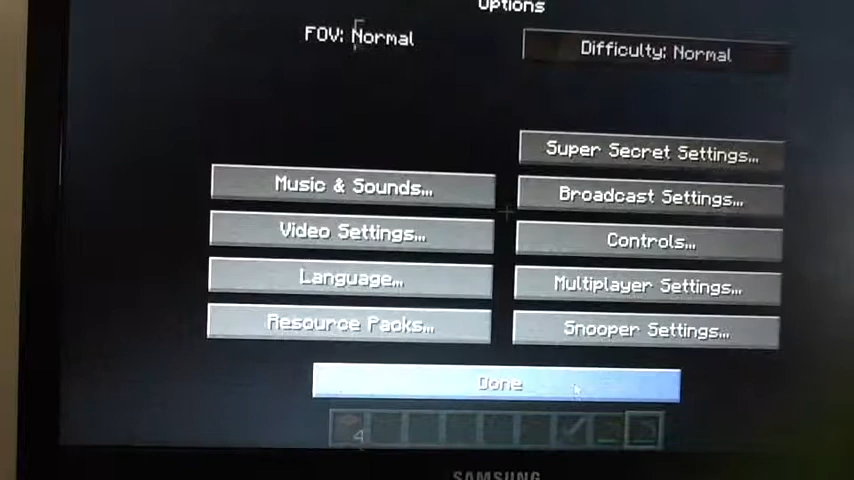 Options
FOV: Normal
Difficulty: Normal
Super Secret Settings...
Music & Sounds...
Broadcast Settings...
Video Settings...
Controls...
Language...
Multiplayer Settings...
Resource Packs...
Snooper Settings...
Done
4
SAMSUNG